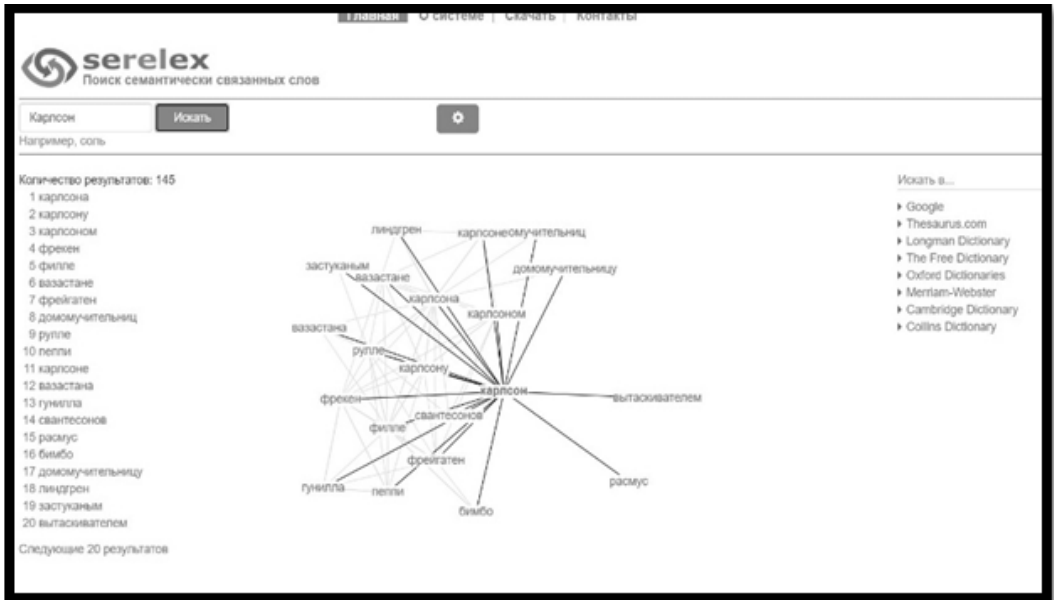 Главная О системе | Скачать | Контакты
serelex
Поиск семантически связанных слов
Карлсон Искать
Например, соль
Количество результатов: 145
1 карлсона
2 карлсону
3 карлсоном
4 фрекен
5 филле
6 вазастане
7 фрейгатен
8 домомучительниц
9 рулле
10 пеппи
11 карлсоне
12 вазастана
13 гунилла
14 свантесонов
15 расмус
16 бимбо
17 домомучительницу
18 линдгрен
19 застуканым
20 вытаскивателем
Следующие 20 результатов
линдгрен
карлсонеомучительниц
застуканым
вазастане
домомучительницу
карлсона
карлсоном
вазастана
рулле
карлсону
карлсон
фрекен
вытаскивателем
свантесонов
филле
фрейгатен
гунилла
пеппи
расмус
бимбо
Искать в...
Google
Thesaurus.com
Longman Dictionary
The Free Dictionary
Oxford Dictionaries
Merriam-Webster
Cambridge Dictionary
Collins Dictionary